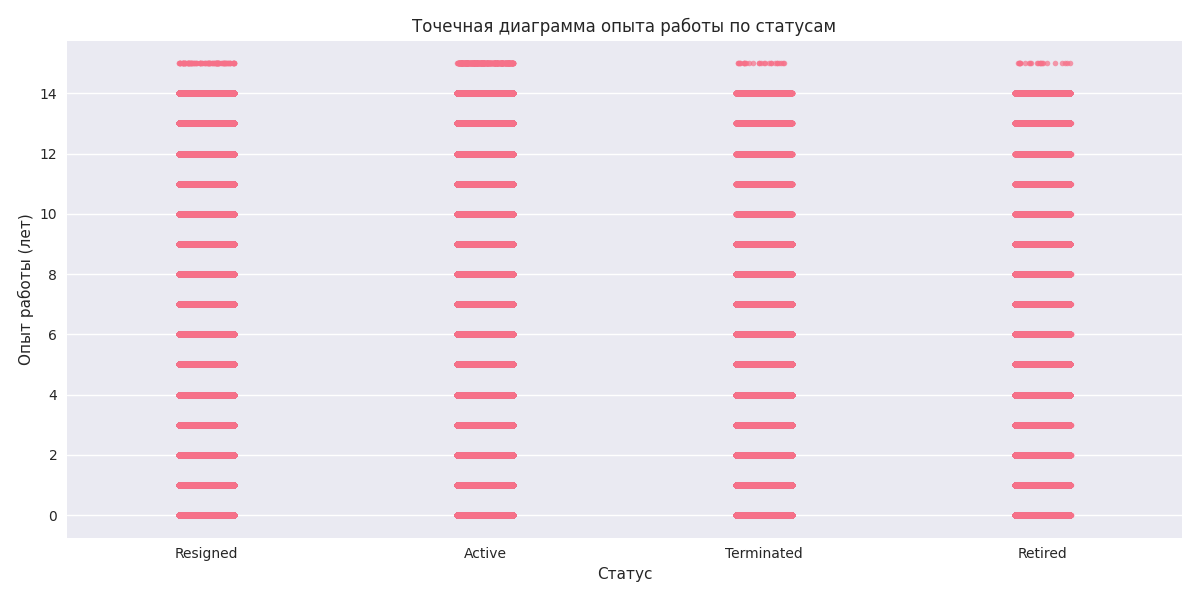 Точечная диаграмма опыта работы по статусам
Опыт работы (лет)
14
12
10
8
6
4
2
0
Resigned
Active
Terminated
Retired
Статус